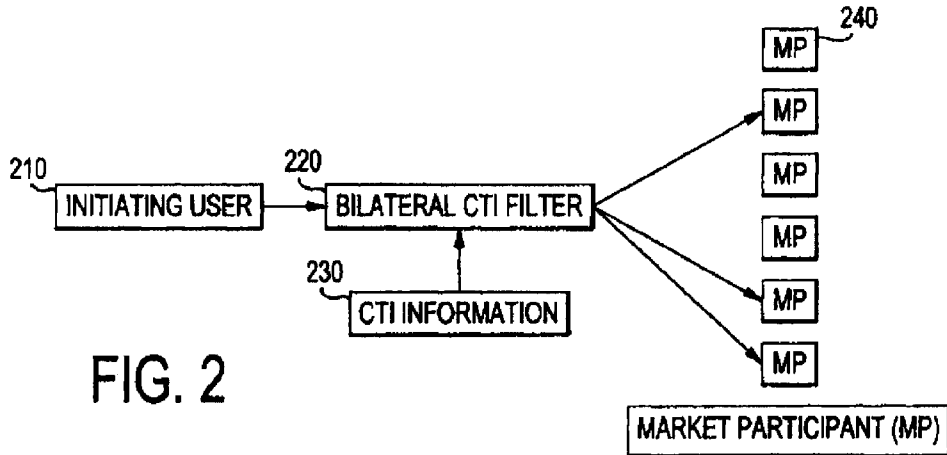 240
MP
MP
210
220
MP
INITIATING USER
BILATERAL CTI FILTER
MP
230
CTI INFORMATION
MP
MP
FIG. 2
MARKET PARTICIPANT (MP)